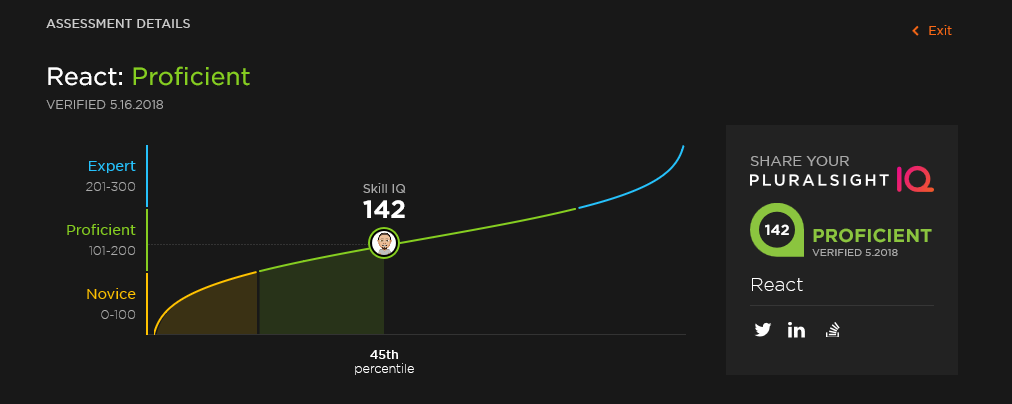 ASSESSMENT DETAILS
Exit
React: Proficient
VERIFIED 5.16.2018
Expert
201-300
Proficient
101-200
Novice
0-100
Skill IQ
142
45th
percentile
SHARE YOUR
PLURALSIGHT IQ
142
PROFICIENT
VERIFIED 5.2018
React